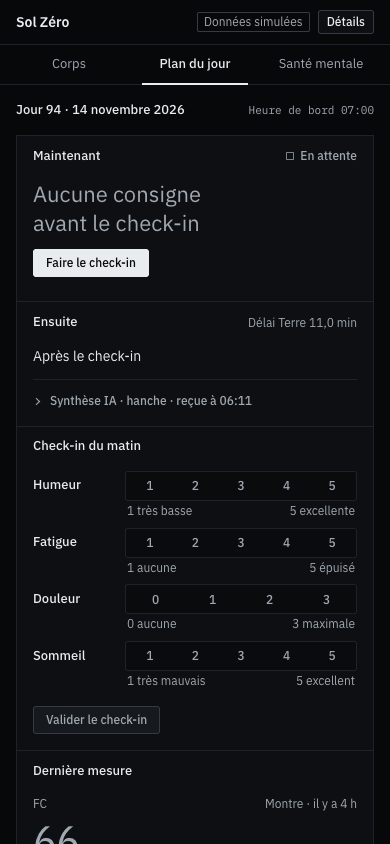 Sol Zéro
Données simulées
Détails
Corps
Plan du jour
Santé mentale
Jour 94 · 14 novembre 2026
Heure de bord 07:00
Maintenant
En attente
Aucune consigne
avant le check-in
Faire le check-in
Ensuite
Délai Terre 11,0 min
Après le check-in
Synthèse IA · hanche · reçue à 06:11
Check-in du matin
Humeur
1 2 3 4 5
1 très basse
5 excellente
Fatigue
1 2 3 4 5
1 aucune
5 épuisé
Douleur
0 1 2 3
0 aucune
3 maximale
Sommeil
1 2 3 4 5
1 très mauvais
5 excellent
Valider le check-in
Dernière mesure
FC
Montre · il y a 4 h
66